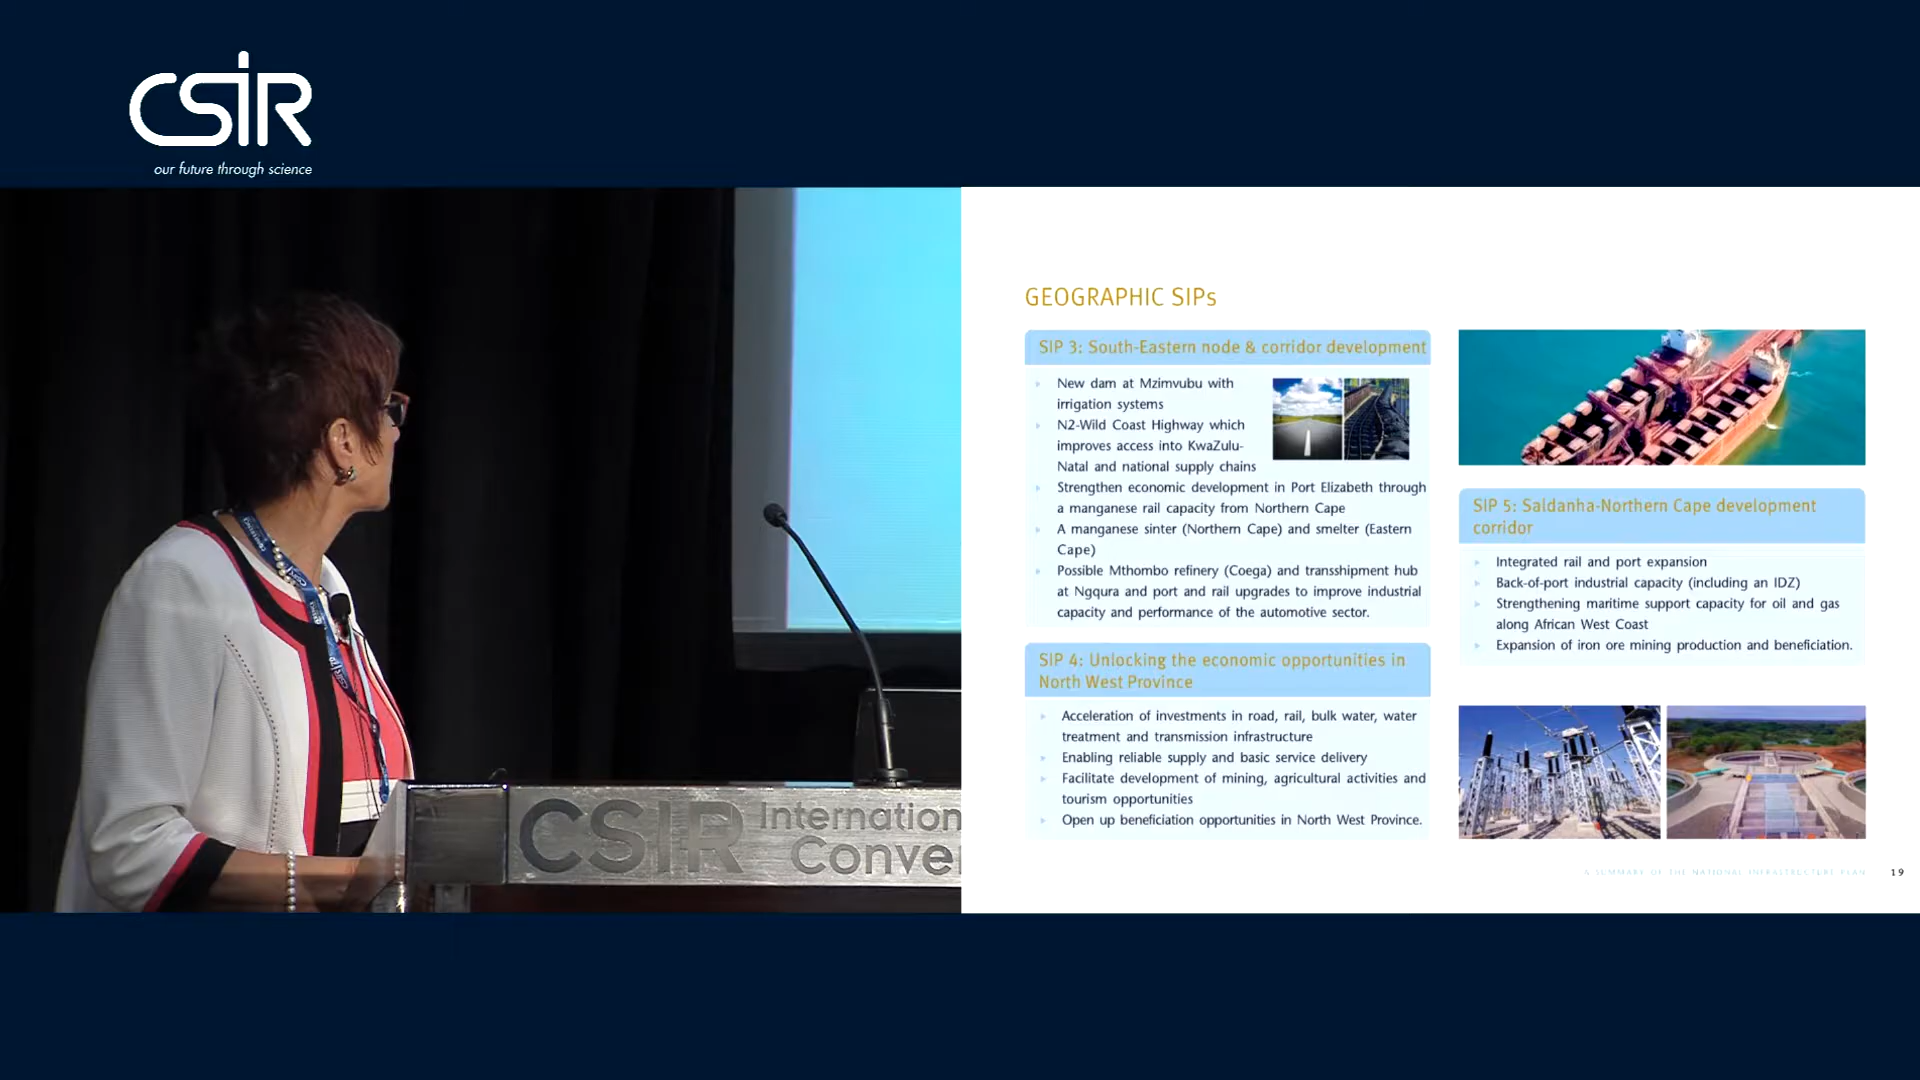 CSIR
our future through science
CSIR International
Conve
GEOGRAPHIC SIPs
SIP 3: South-Eastern node & corridor development
New dam at Mzimvubu with
irrigation systems
N2-Wild Coast Highway which
improves access into KwaZulu-
Natal and national supply chains
Strengthen economic development in Port Elizabeth through
a manganese rail capacity from Northern Cape
A manganese sinter (Northern Cape) and smelter (Eastern
Cape)
Possible Mthombo refinery (Coega) and transshipment hub
at Ngqura and port and rail upgrades to improve industrial
capacity and performance of the automotive sector.
SIP 4: Unlocking the economic opportunities in
North West Province
Acceleration of investments in road, rail, bulk water, water
treatment and transmission infrastructure
Enabling reliable supply and basic service delivery
Facilitate development of mining, agricultural activities and
tourism opportunities
Open up beneficiation opportunities in North West Province.
SIP 5: Saldanha-Northern Cape development
corridor
Integrated rail and port expansion
Back-of-port industrial capacity (including an IDZ)
Strengthening maritime support capacity for oil and gas
along African West Coast
Expansion of iron ore mining production and beneficiation.
A SUMMARY OF THE NATIONAL INFRASTRUCTURE PLAN 19